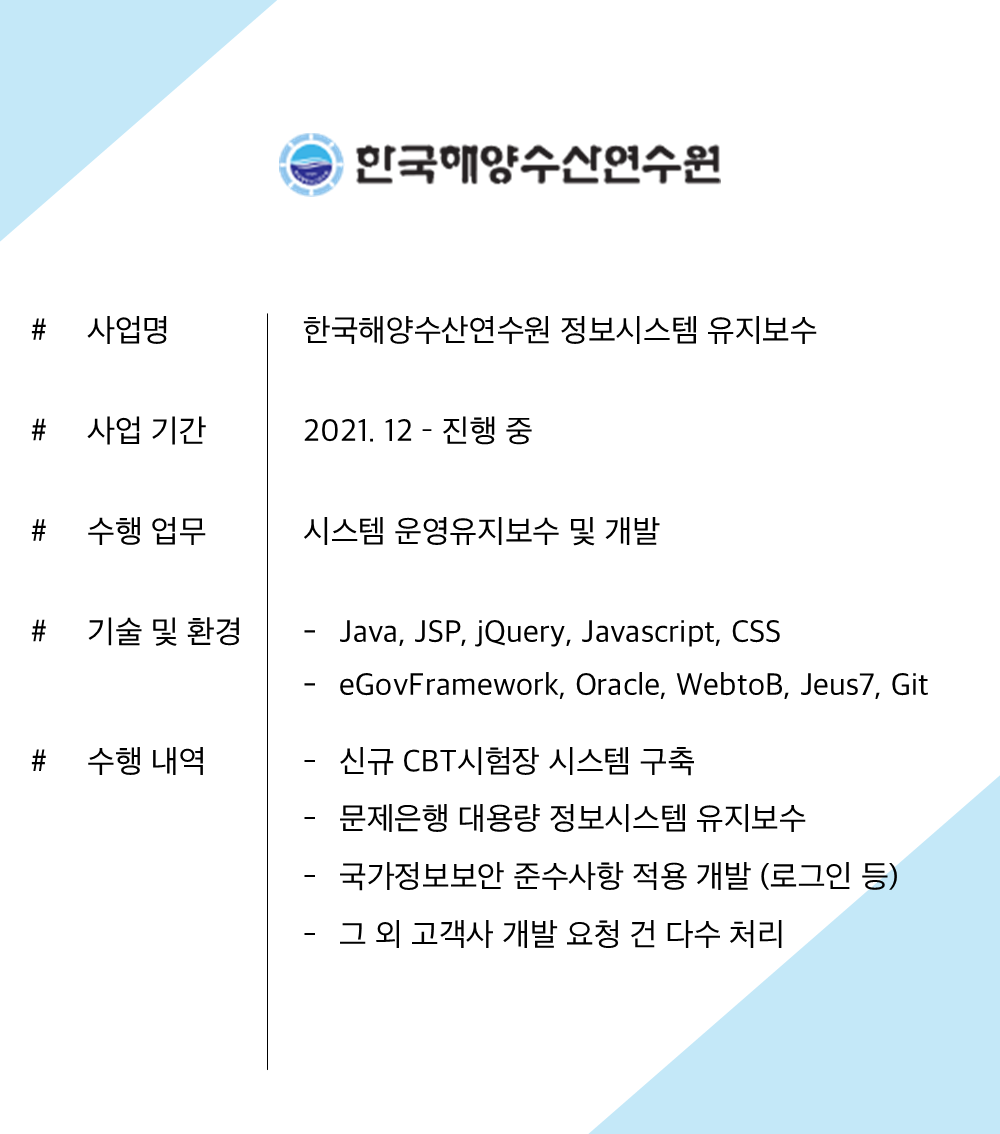 한국해양수산연수원
# 사업명 한국해양수산연수원 정보시스템 유지보수
# 사업 기간 2021. 12 - 진행 중
# 수행 업무 시스템 운영유지보수 및 개발
# 기술 및 환경 - Java, JSP, jQuery, Javascript, CSS
- eGovFramework, Oracle, WebtoB, Jeus7, Git
# 수행 내역 - 신규 CBT시험장 시스템 구축
- 문제은행 대용량 정보시스템 유지보수
- 국가정보보안 준수사항 적용 개발 (로그인 등)
- 그 외 고객사 개발 요청 건 다수 처리